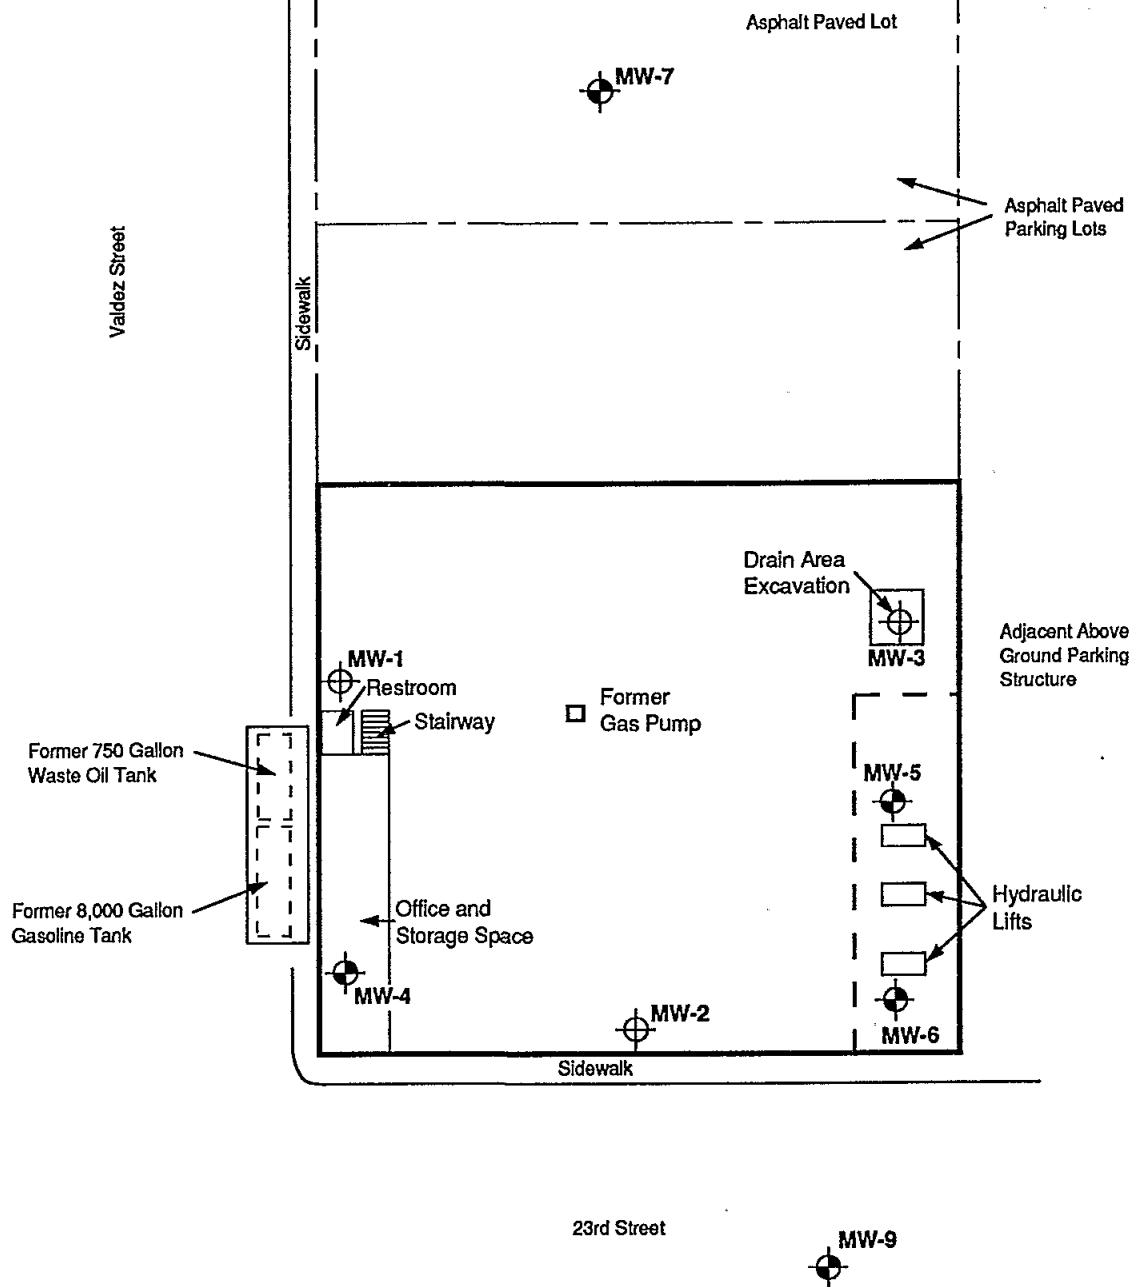 Asphalt Paved Lot
MW-7
Asphalt Paved
Parking Lots
Valdez Street
Sidewalk
Drain Area
Excavation
MW-3
Adjacent Above
Ground Parking
Structure
MW-1
Restroom
Stairway
Former
Gas Pump
Former 750 Gallon
Waste Oil Tank
MW-5
Former 8,000 Gallon
Gasoline Tank
Office and
Storage Space
Hydraulic
Lifts
MW-4
MW-2
MW-6
Sidewalk
23rd Street
MW-9